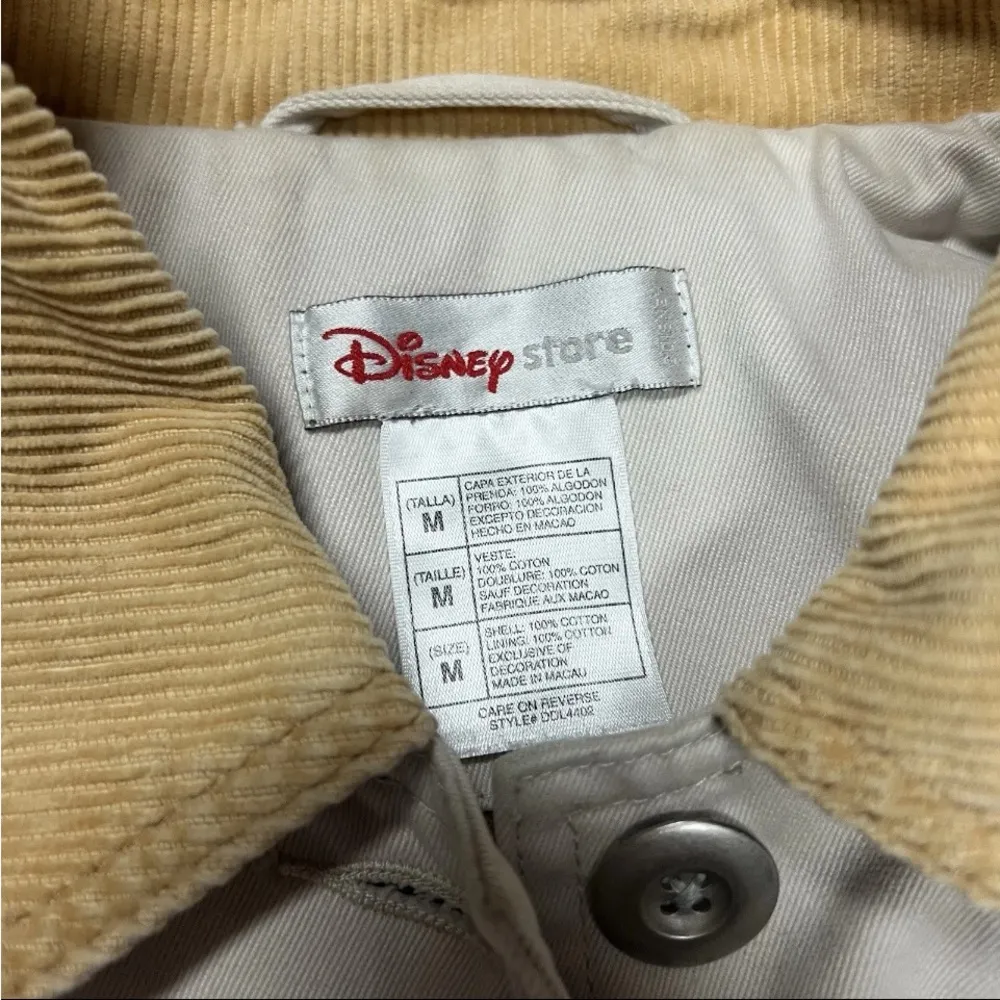 Disney store
DISNEY
(TALLA)
M
CAPA EXTERIOR DE LA
PRENDA: 100% ALGODON
FORRO: 100% ALGODON
EXCEPTO DECORACION
HECHO EN MACAO
(TAILLE)
M
VESTE:
100% COTON
DOUBLURE: 100% COTON
SAUF DECORATION
FABRIQUE AUX MACAO
(SIZE)
M
SHELL: 100% COTTON
LINING: 100% COTTON
EXCLUSIVE OF
DECORATION
MADE IN MACAU
CARE ON REVERSE
STYLE# DDL4402